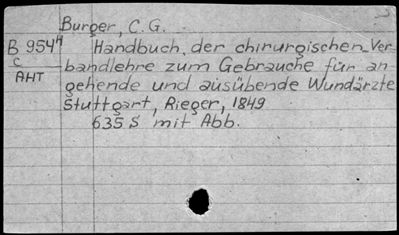 Burger, C. G.
B 9544 Handbuch der chirurgischen Ver-
C bandlehre zum Gebrauche für an
AHT gehende und ausübende Wundärzte
Stuttgart, Rieger, 1849
635 S mit Abb.